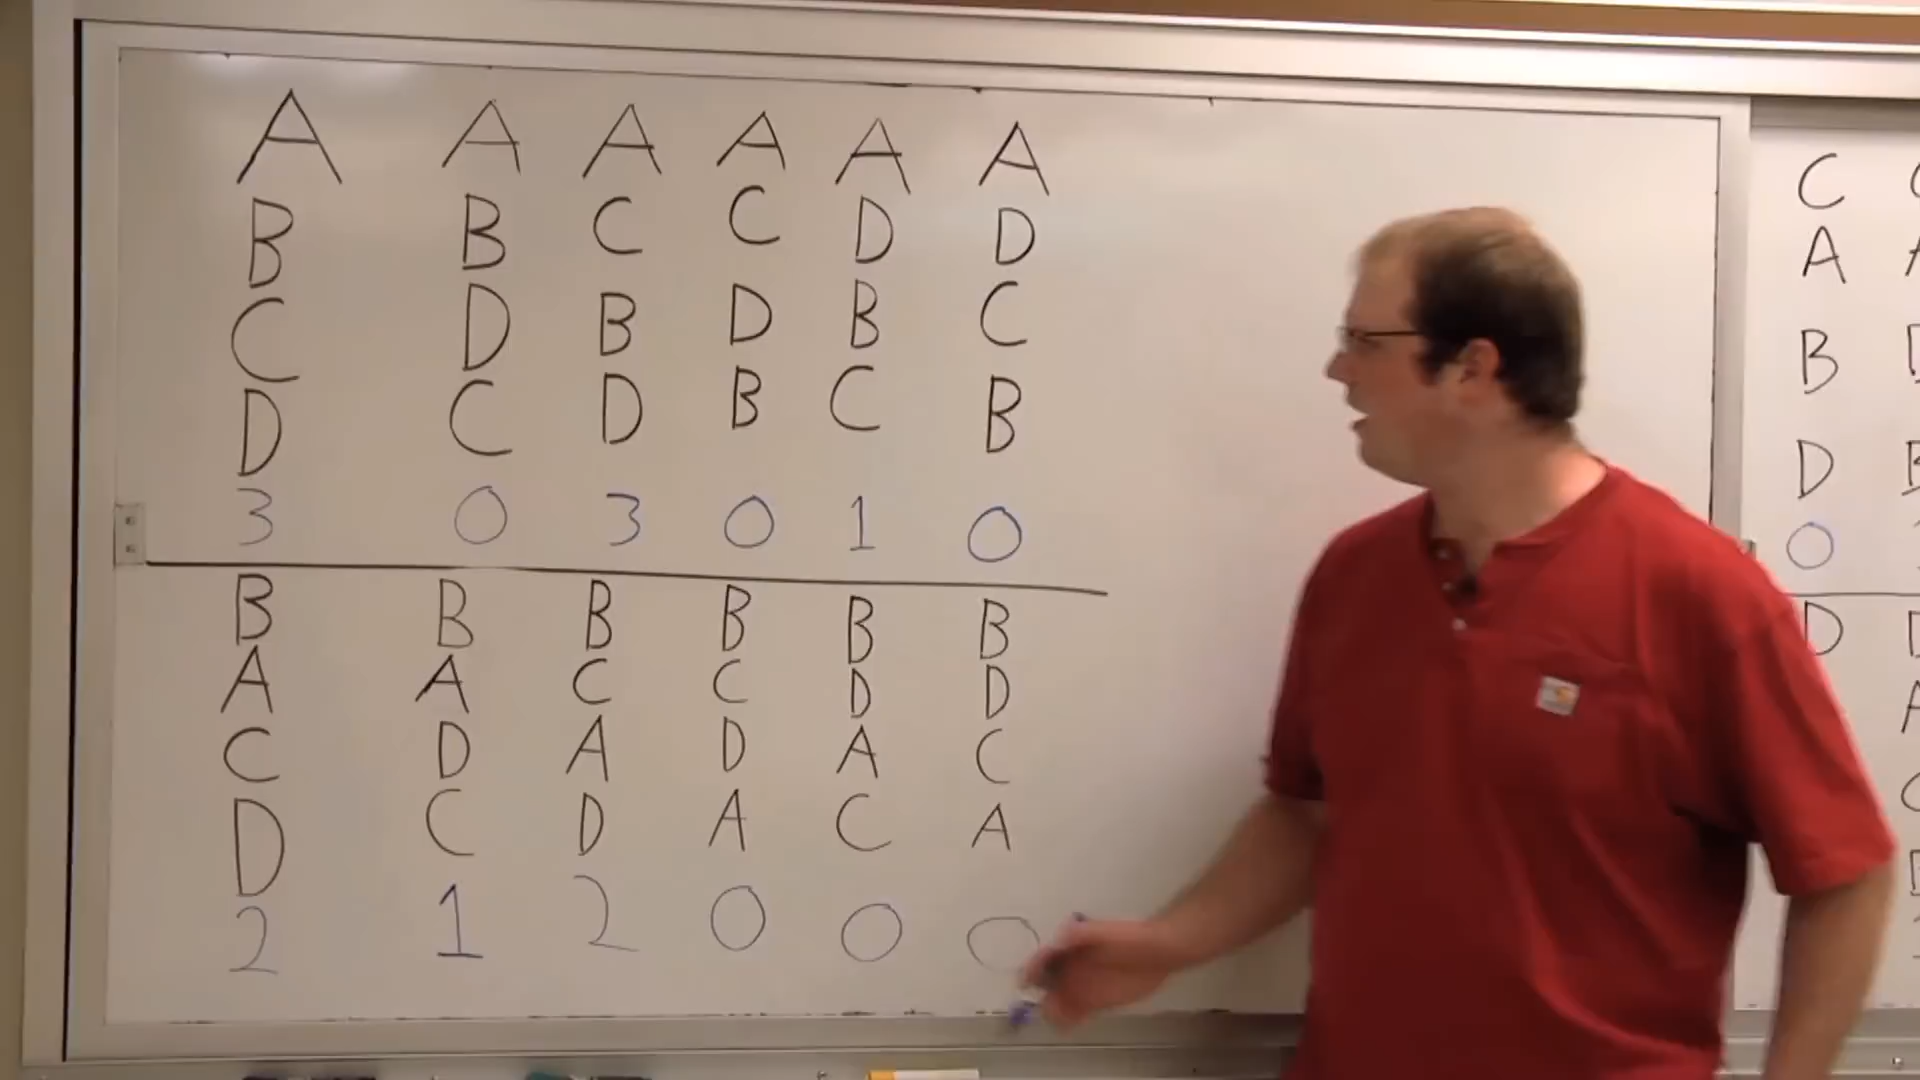 A A A A A A
B B C C D D
C D B D B C
D C D B C B
3 0 3 0 1 0
B B B B B B
A A C C D D
C D A D A C
D C D A C A
2 1 2 0 0 0
C
A
B
D
0
D